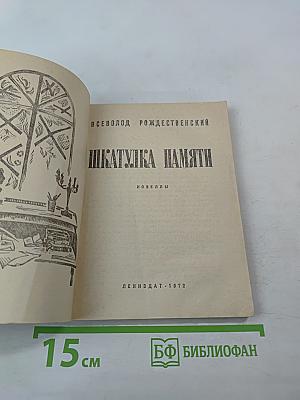 ВСЕВОЛОД РОЖДЕСТВЕНСКИЙ
ШКАТУЛКА ПАМЯТИ
НОВЕЛЛЫ
ЛЕНИЗДАТ · 1972
15 см
БФ БИБЛИОФАН